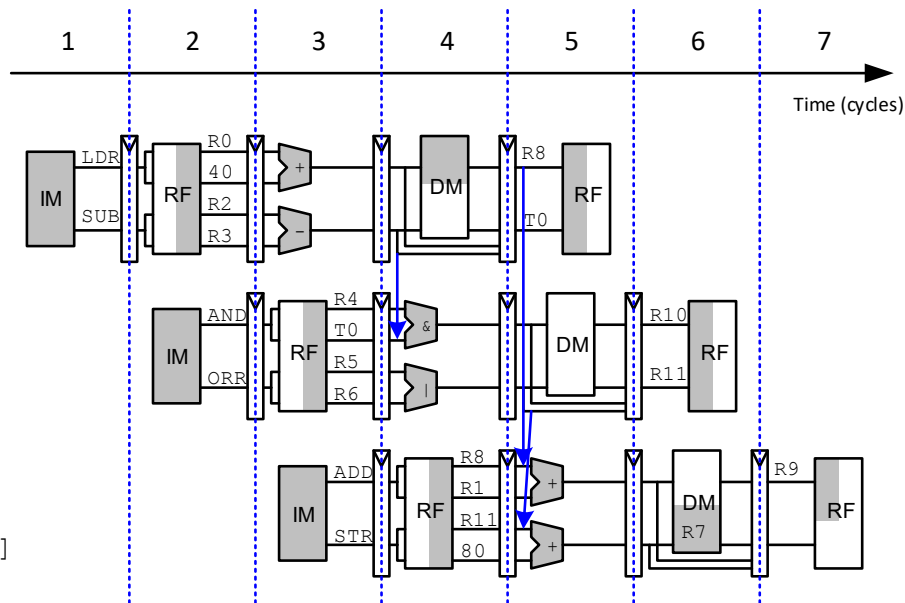 1 2 3 4 5 6 7
Time (cycles)
IM LDR SUB RF R0 40 R2 R3 + - DM R8 T0 RF
IM AND ORR RF R4 T0 R5 R6 & | DM R10 R11 RF
IM ADD STR RF R8 R1 R11 80 + + DM R7 R9 RF
]